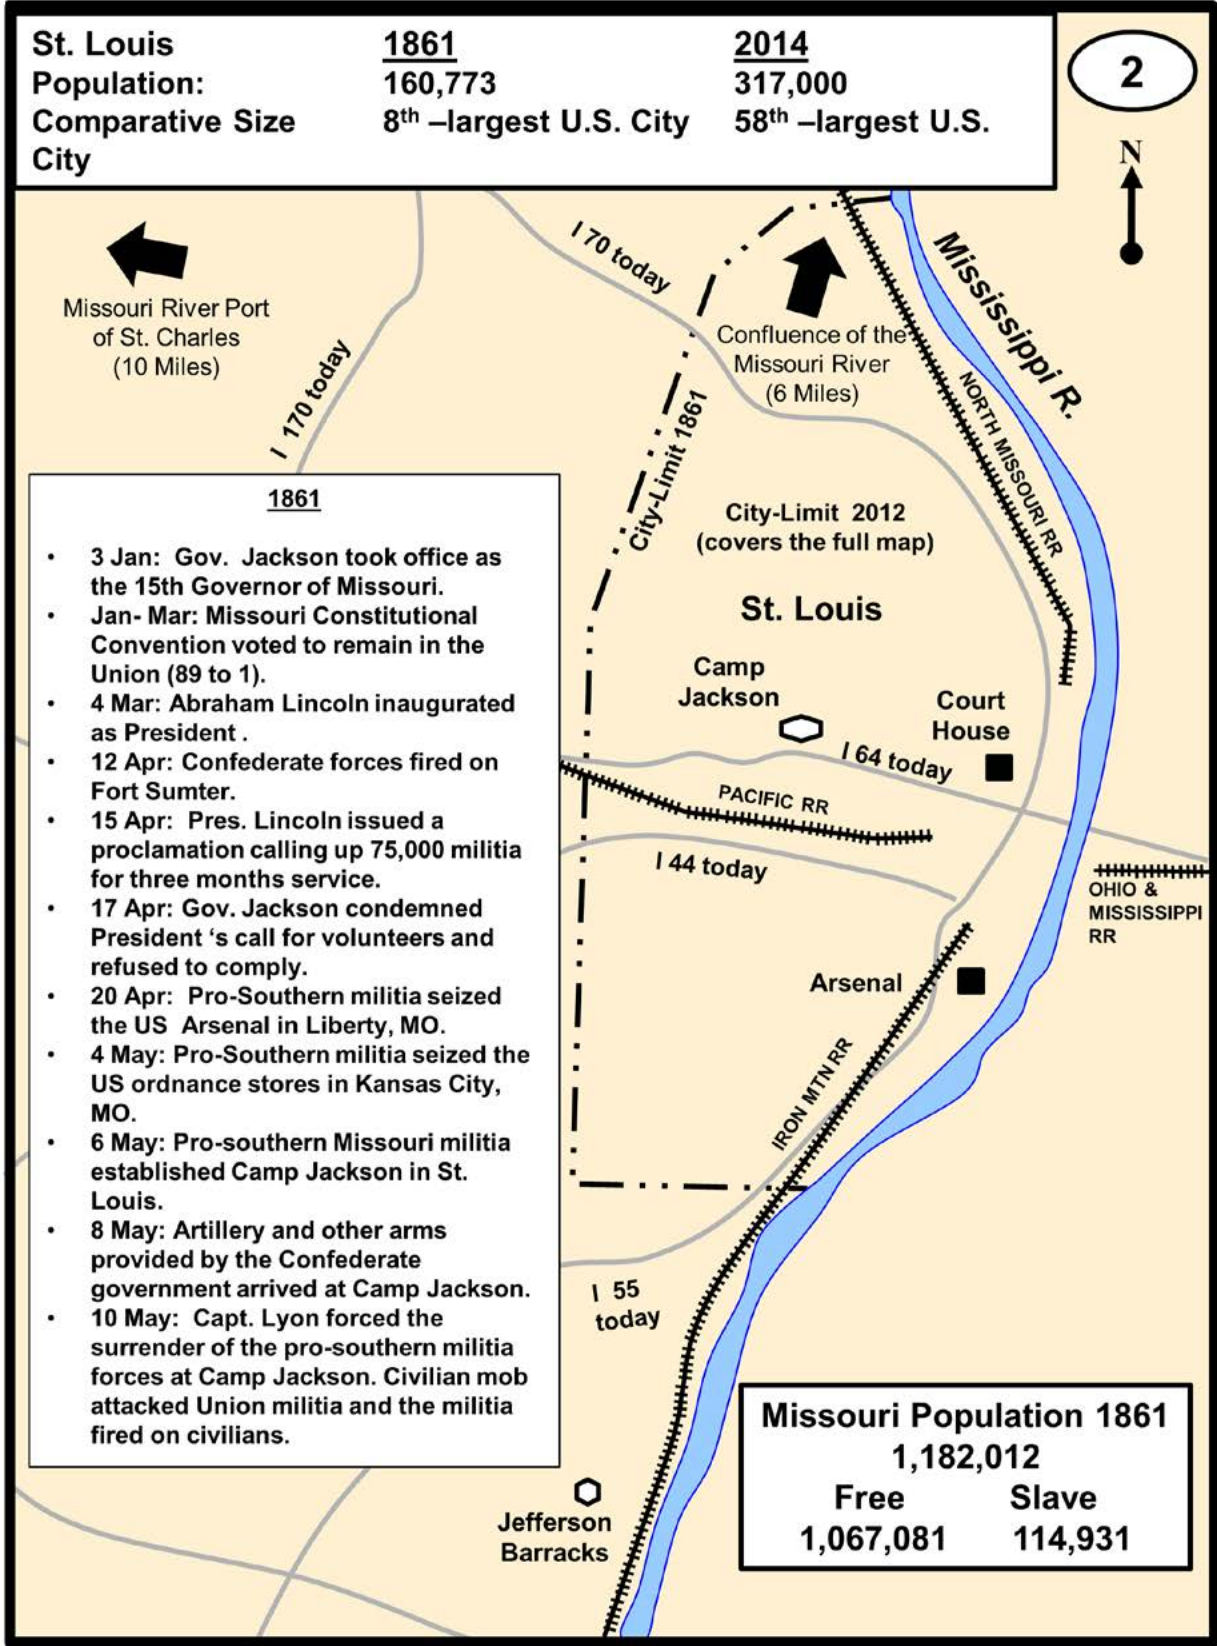 St. Louis 1861 2014
Population: 160,773 317,000
Comparative Size 8th –largest U.S. City 58th –largest U.S.
City
2
N
Missouri River Port
of St. Charles
(10 Miles)
I 170 today
I 70 today
Confluence of the
Missouri River
(6 Miles)
Mississippi R.
NORTH MISSOURI RR
City-Limit 1861
City-Limit 2012
(covers the full map)
St. Louis
Camp
Jackson
Court
House
I 64 today
PACIFIC RR
I 44 today
OHIO &
MISSISSIPPI
RR
Arsenal
IRON MTN RR
I 55
today
Jefferson
Barracks
1861
• 3 Jan: Gov. Jackson took office as
the 15th Governor of Missouri.
• Jan- Mar: Missouri Constitutional
Convention voted to remain in the
Union (89 to 1).
• 4 Mar: Abraham Lincoln inaugurated
as President .
• 12 Apr: Confederate forces fired on
Fort Sumter.
• 15 Apr: Pres. Lincoln issued a
proclamation calling up 75,000 militia
for three months service.
• 17 Apr: Gov. Jackson condemned
President ‘s call for volunteers and
refused to comply.
• 20 Apr: Pro-Southern militia seized
the US Arsenal in Liberty, MO.
• 4 May: Pro-Southern militia seized the
US ordnance stores in Kansas City,
MO.
• 6 May: Pro-southern Missouri militia
established Camp Jackson in St.
Louis.
• 8 May: Artillery and other arms
provided by the Confederate
government arrived at Camp Jackson.
• 10 May: Capt. Lyon forced the
surrender of the pro-southern militia
forces at Camp Jackson. Civilian mob
attacked Union militia and the militia
fired on civilians.
Missouri Population 1861
1,182,012
Free Slave
1,067,081 114,931